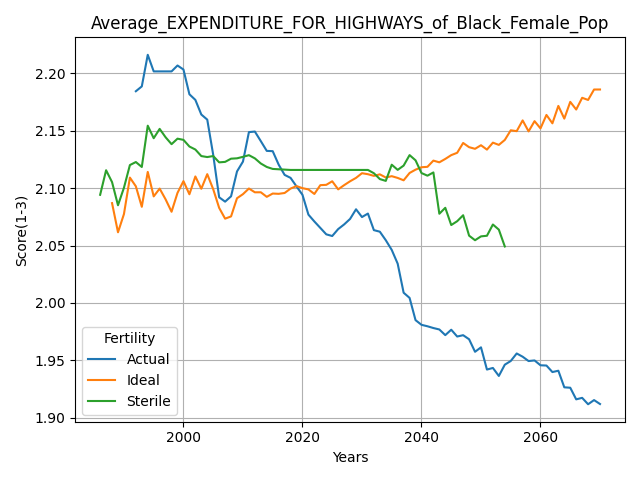 Average_EXPENDITURE_FOR_HIGHWAYS_of_Black_Female_Pop
Score(1-3)
2.20
2.15
2.10
2.05
2.00
1.95
1.90
Fertility
Actual
Ideal
Sterile
2000 2020 2040 2060
Years